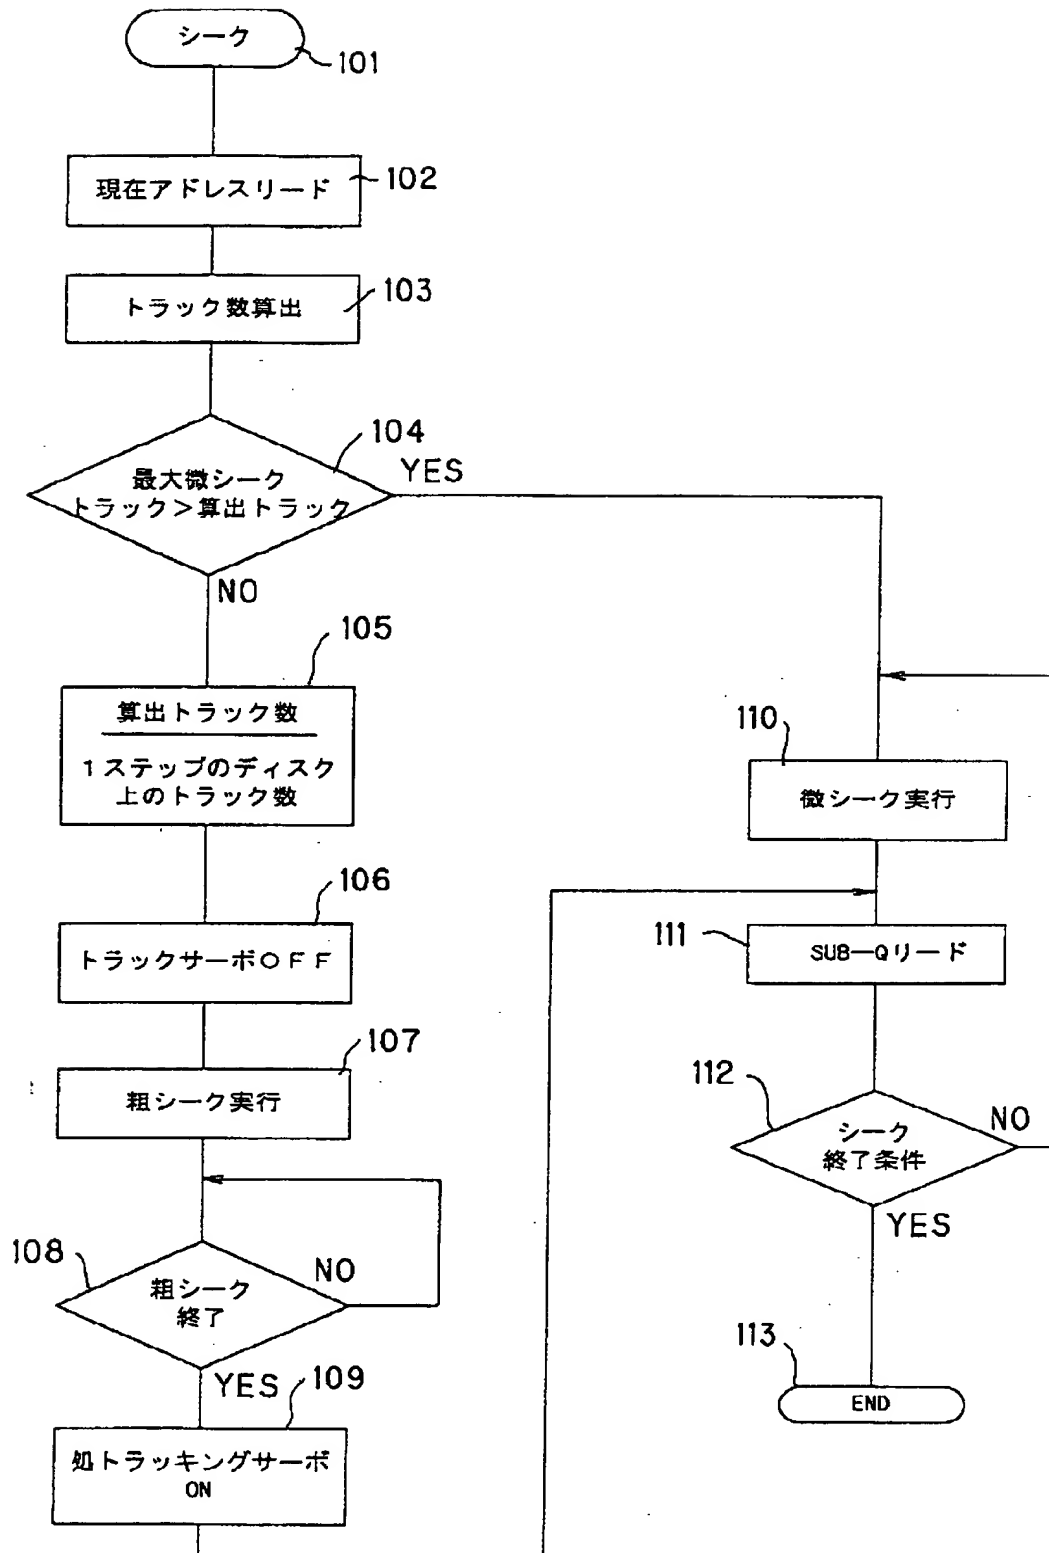 シーク
101
現在アドレスリード
102
トラック数算出
103
104
最大微シーク
トラック>算出トラック
YES
NO
105
算出トラック数
1ステップのディスク
上のトラック数
106
トラックサーボOFF
107
粗シーク実行
108
粗シーク
終了
NO
YES
109
処トラッキングサーボ
ON
110
微シーク実行
111
SUB-Qリード
112
シーク
終了条件
NO
YES
113
END